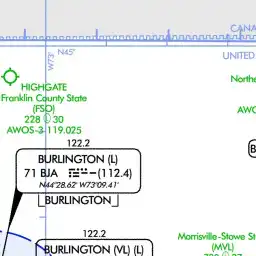 CANA
UNITED
N45°
W73°
HIGHGATE
Franklin County State
(FSO)
228 30
AWOS-3 119.025
Northe
AWO
122.2
BURLINGTON (L)
71 BJA (112.4)
N44°28.62' W73°09.41'
BURLINGTON
B
122.2
BURLINGTON (VL) (L)
Morrisville-Stowe St
(MVL)